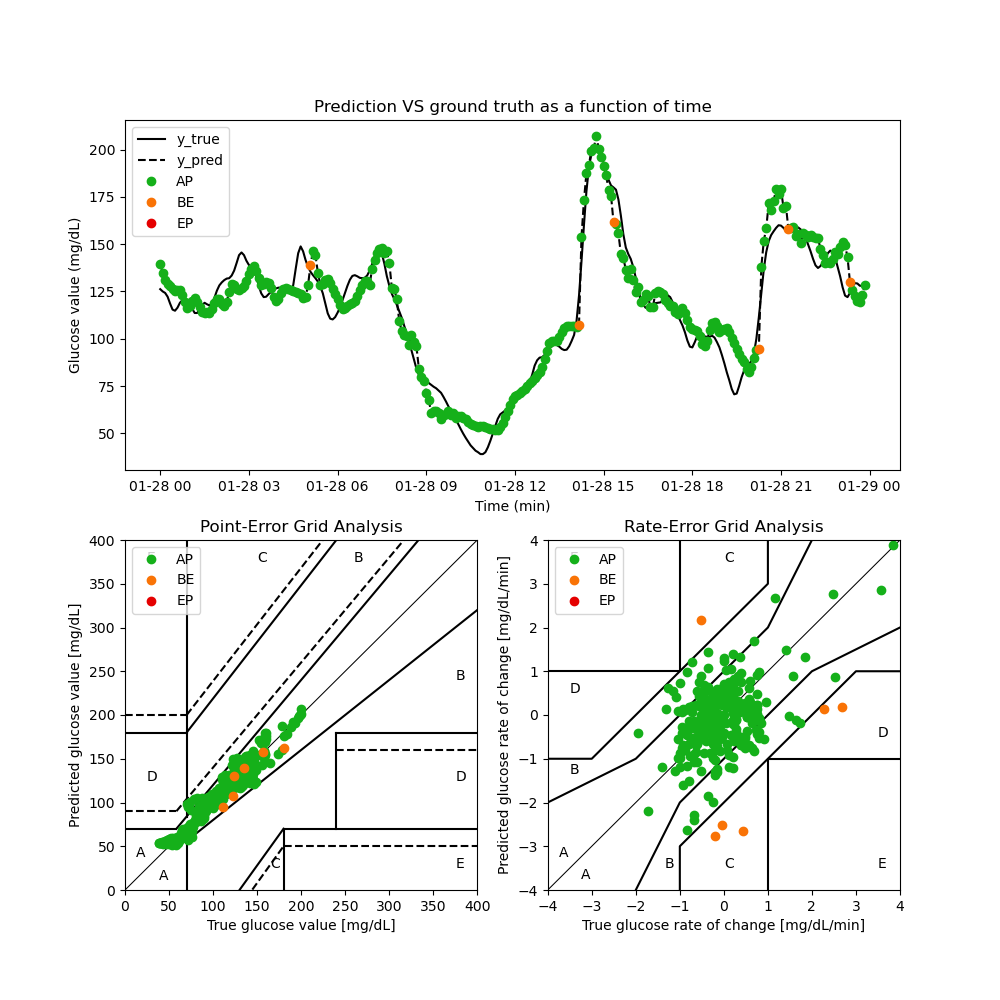 Prediction VS ground truth as a function of time
Glucose value (mg/dL)
200
175
150
125
100
75
50
y_true
y_pred
AP
BE
EP
01-28 00 01-28 03 01-28 06 01-28 09 01-28 12 01-28 15 01-28 18 01-28 21 01-29 00
Time (min)
Point-Error Grid Analysis
Predicted glucose value [mg/dL]
400
350
300
250
200
150
100
50
0
AP
BE
EP
C
B
B
D
D
A
A
C
E
0 50 100 150 200 250 300 350 400
True glucose value [mg/dL]
Rate-Error Grid Analysis
Predicted glucose rate of change [mg/dL/min]
4
3
2
1
0
−1
−2
−3
−4
AP
BE
EP
C
D
D
B
A
A
B
C
E
−4 −3 −2 −1 0 1 2 3 4
True glucose rate of change [mg/dL/min]